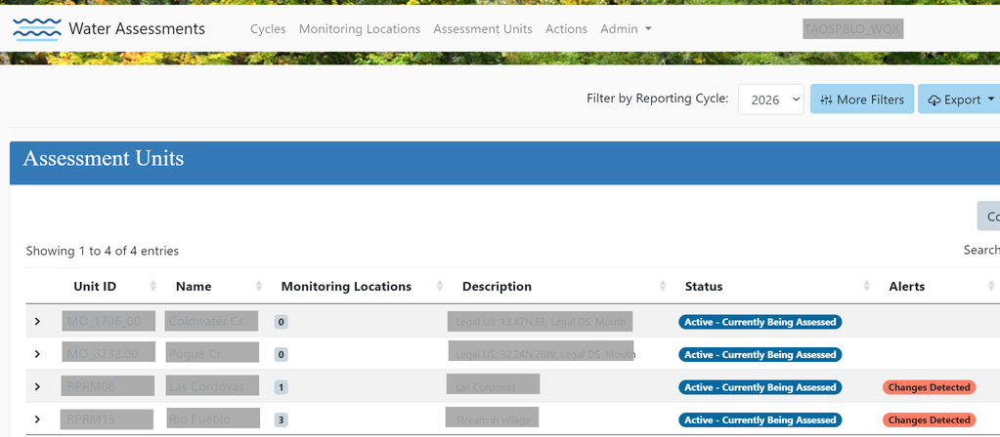 Water Assessments
Cycles Monitoring Locations Assessment Units Actions Admin
TAOSPBLO_WQX
Filter by Reporting Cycle: 2026 More Filters Export
Assessment Units
Co
Showing 1 to 4 of 4 entries
Search
Unit ID Name Monitoring Locations Description Status Alerts
MO_1706_00 Coldwater Cr. 0 Legal US: 13,47N,6E; Legal DS: Mouth Active - Currently Being Assessed
MO_3232.00 Pogue Cr. 0 Legal US: 32,24N,28W; Legal DS: Mouth Active - Currently Being Assessed
RPRM08 Las Cordovas 1 Las Cordovas Active - Currently Being Assessed Changes Detected
RPRM15 Rio Pueblo 3 Stream in village Active - Currently Being Assessed Changes Detected